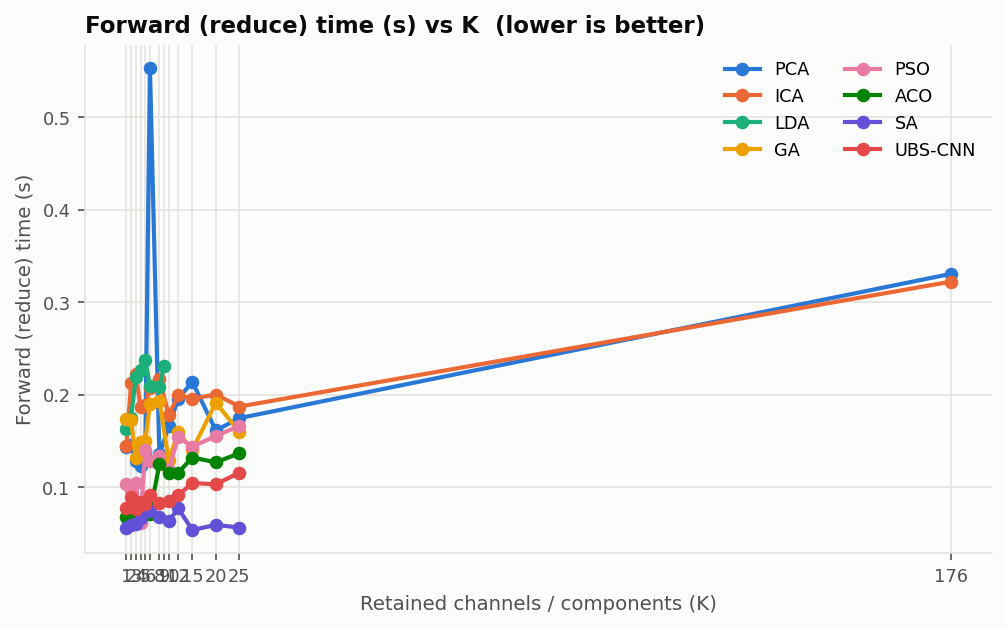 Forward (reduce) time (s) vs K  (lower is better)
PCA
ICA
LDA
GA
PSO
ACO
SA
UBS-CNN
0.5
0.4
0.3
0.2
0.1
Forward (reduce) time (s)
15 20 25 176
Retained channels / components (K)